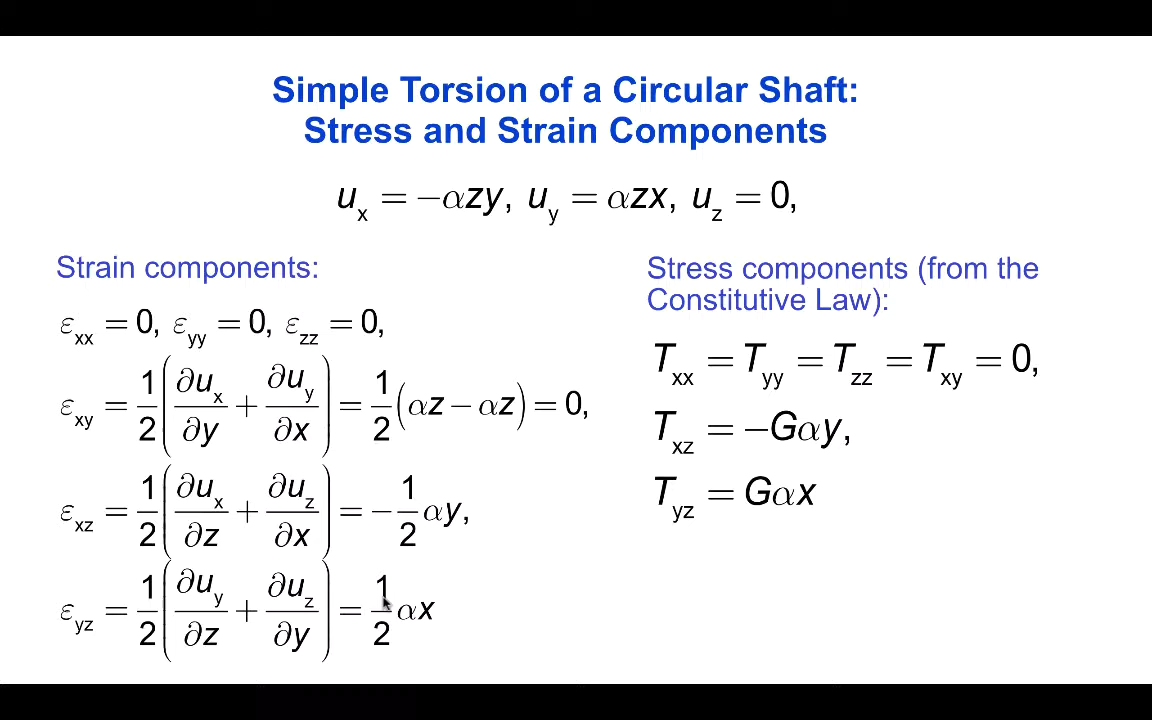 Simple Torsion of a Circular Shaft:
Stress and Strain Components
u_x = −αzy, u_y = αzx, u_z = 0,
Strain components:
ε_xx = 0, ε_yy = 0, ε_zz = 0,
ε_xy = 1/2 (∂u_x/∂y + ∂u_y/∂x) = 1/2 (αz − αz) = 0,
ε_xz = 1/2 (∂u_x/∂z + ∂u_z/∂x) = − 1/2 αy,
ε_yz = 1/2 (∂u_y/∂z + ∂u_z/∂y) = 1/2 αx
Stress components (from the
Constitutive Law):
T_xx = T_yy = T_zz = T_xy = 0,
T_xz = −Gαy,
T_yz = Gαx